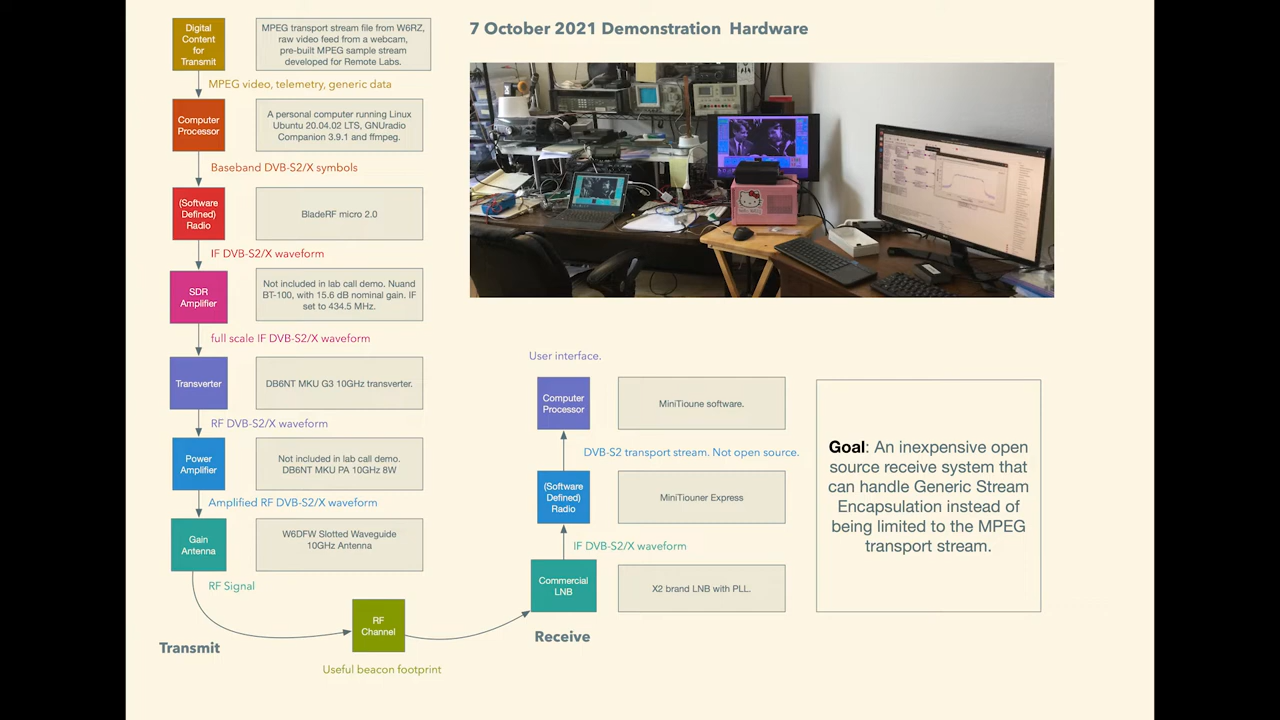 7 October 2021 Demonstration Hardware
Digital
Content
for
Transmit
MPEG transport stream file from W6RZ,
raw video feed from a webcam,
pre-built MPEG sample stream
developed for Remote Labs.
MPEG video, telemetry, generic data
Computer
Processor
A personal computer running Linux
Ubuntu 20.04.02 LTS, GNUradio
Companion 3.9.1 and ffmpeg.
Baseband DVB-S2/X symbols
(Software
Defined)
Radio
BladeRF micro 2.0
IF DVB-S2/X waveform
SDR
Amplifier
Not included in lab call demo. Nuand
BT-100, with 15.6 dB nominal gain. IF
set to 434.5 MHz.
full scale IF DVB-S2/X waveform
Transverter
DB6NT MKU G3 10GHz transverter.
RF DVB-S2/X waveform
Power
Amplifier
Not included in lab call demo.
DB6NT MKU PA 10GHz 8W
Amplified RF DVB-S2/X waveform
Gain
Antenna
W6DFW Slotted Waveguide
10GHz Antenna
RF Signal
Transmit
RF
Channel
Useful beacon footprint
User interface.
Computer
Processor
MiniTioune software.
DVB-S2 transport stream. Not open source.
(Software
Defined)
Radio
MiniTiouner Express
IF DVB-S2/X waveform
Commercial
LNB
X2 brand LNB with PLL.
Receive
Goal: An inexpensive open
source receive system that
can handle Generic Stream
Encapsulation instead of
being limited to the MPEG
transport stream.